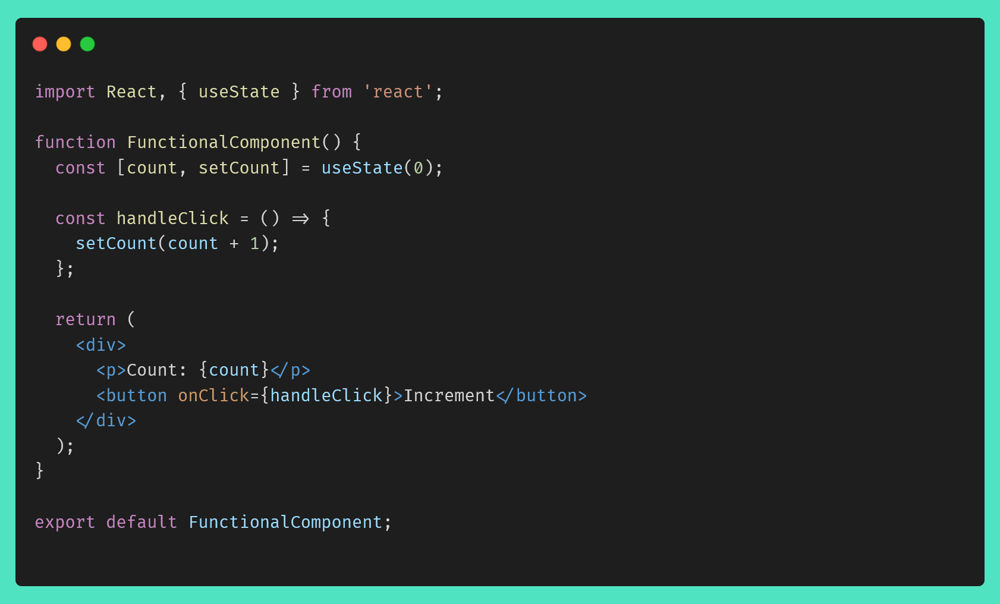 import React, { useState } from 'react';

function FunctionalComponent() {
  const [count, setCount] = useState(0);

  const handleClick = () => {
    setCount(count + 1);
  };

  return (
    <div>
      <p>Count: {count}</p>
      <button onClick={handleClick}>Increment</button>
    </div>
  );
}

export default FunctionalComponent;